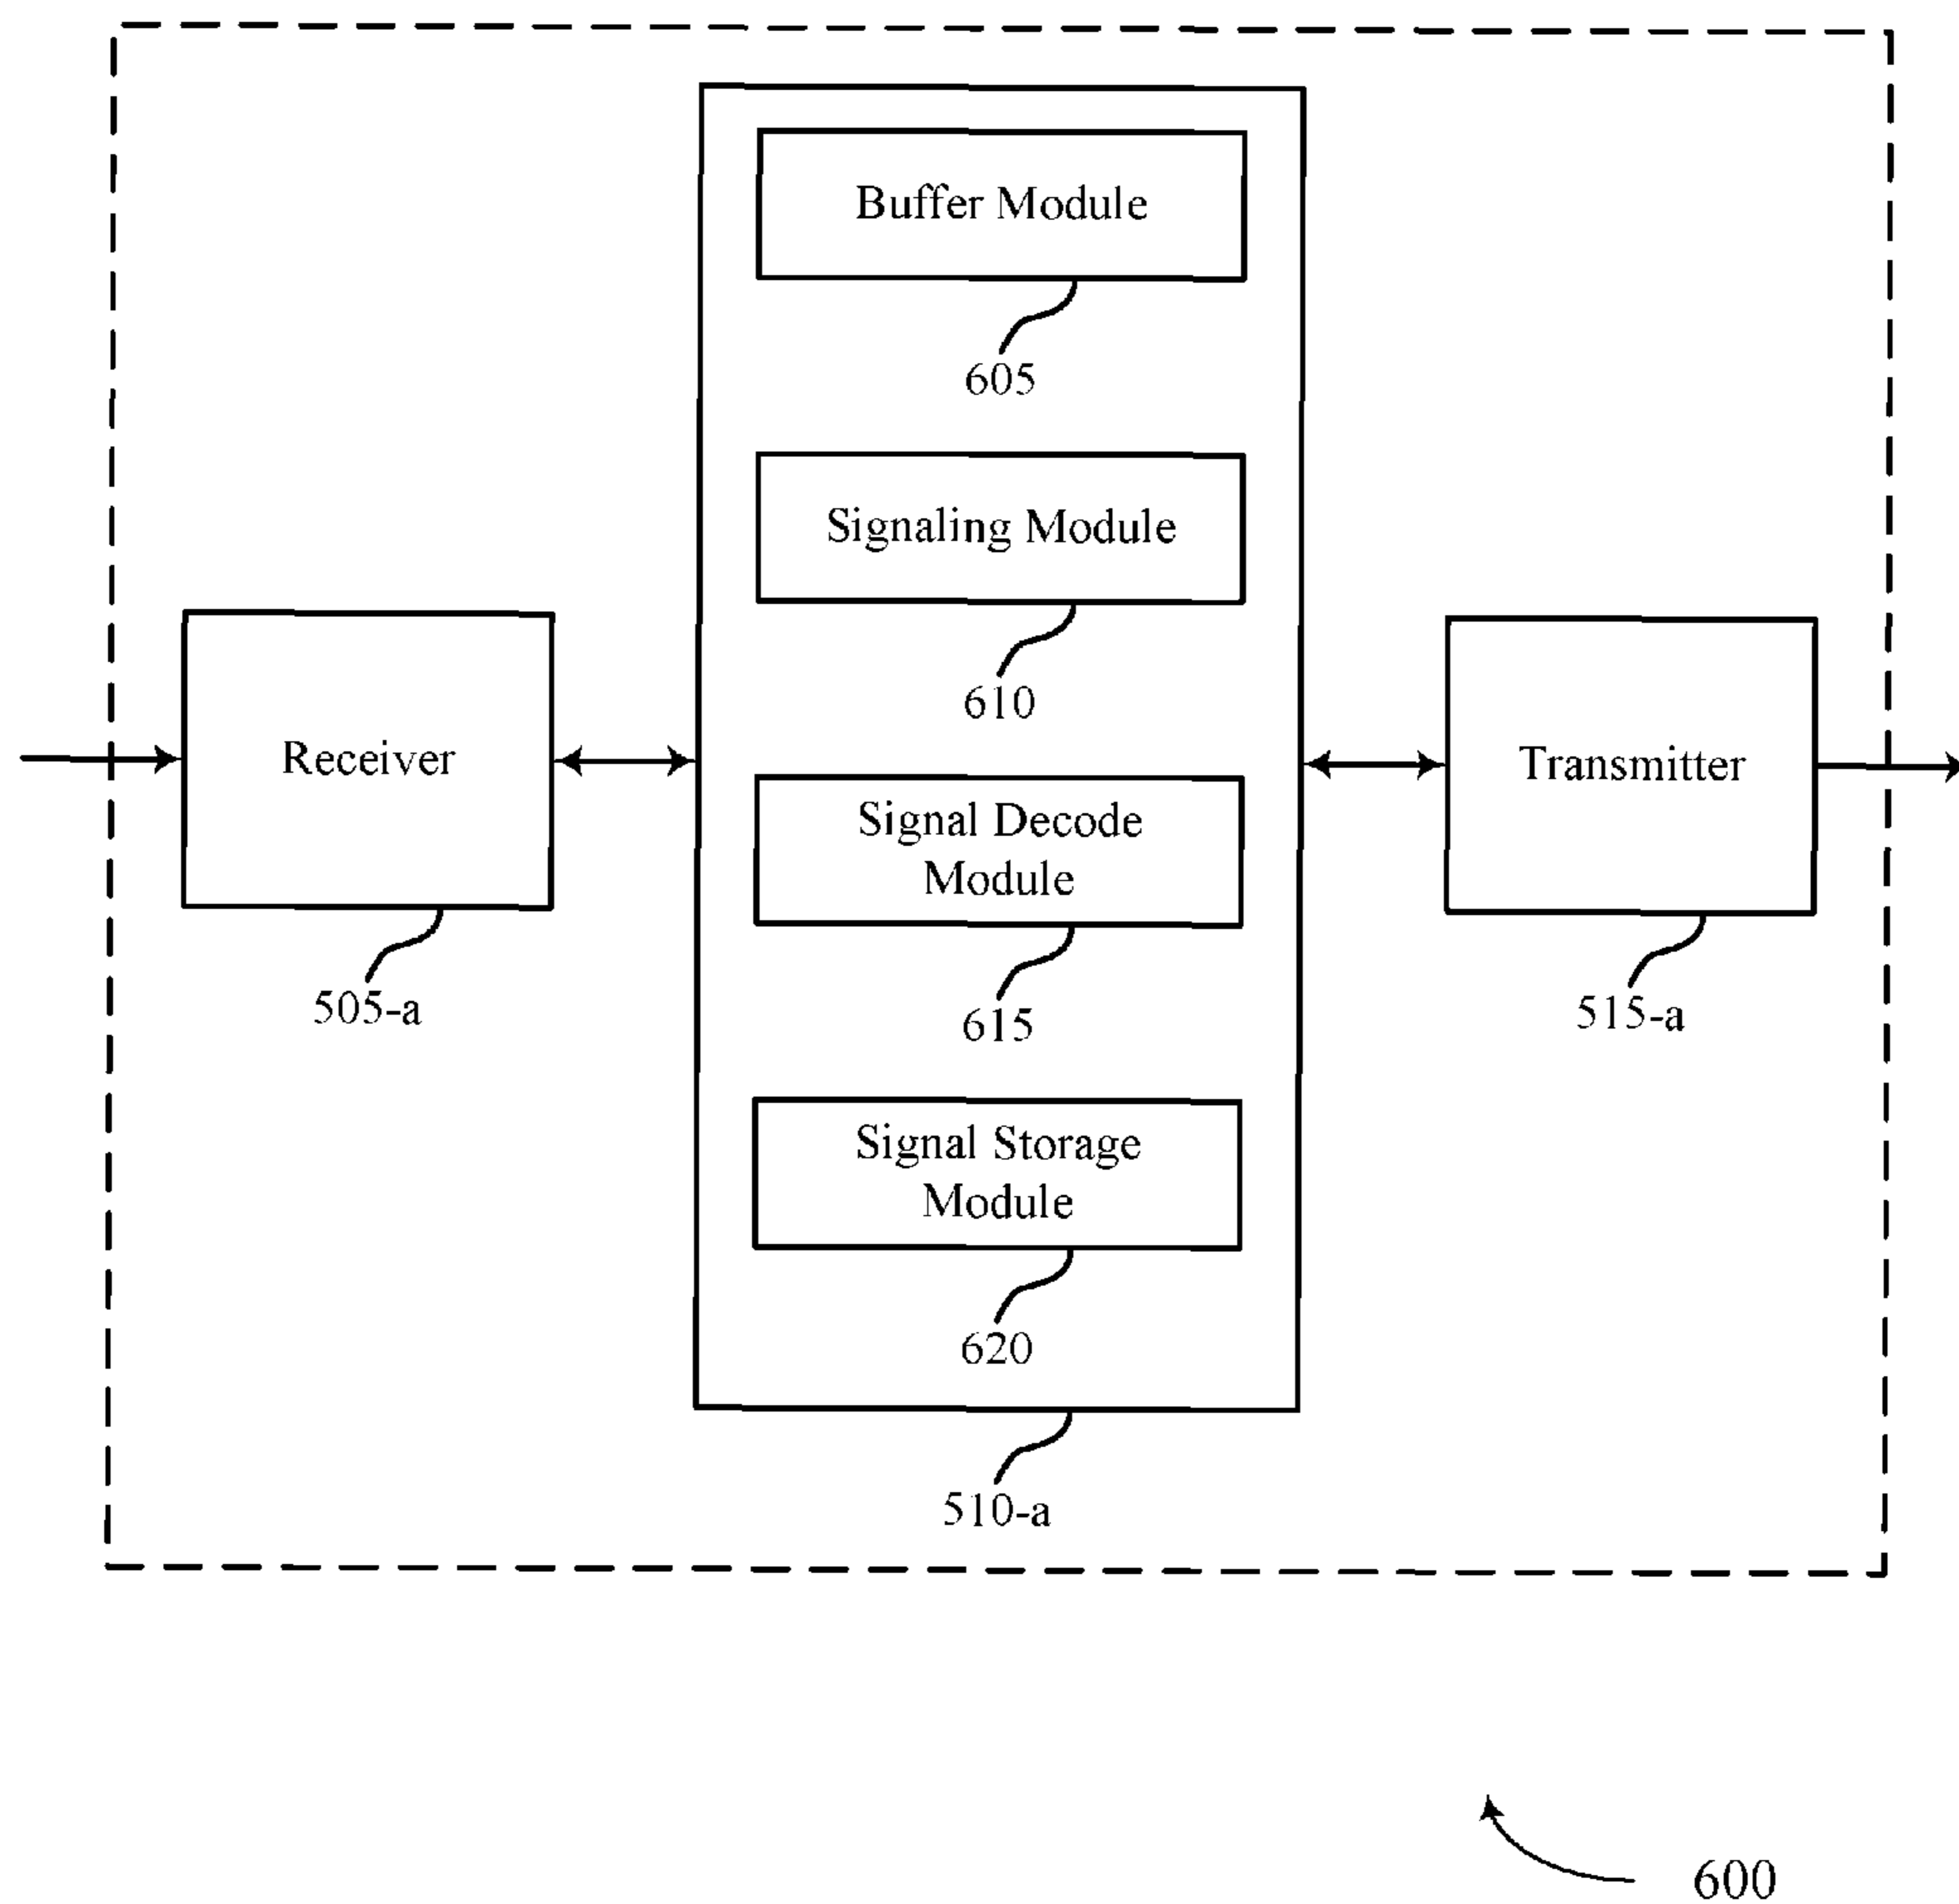 Buffer Module
605
Signaling Module
610
Receiver
Transmitter
Signal Decode
Module
505-a
615
515-a
Signal Storage
Module
620
510-a
600